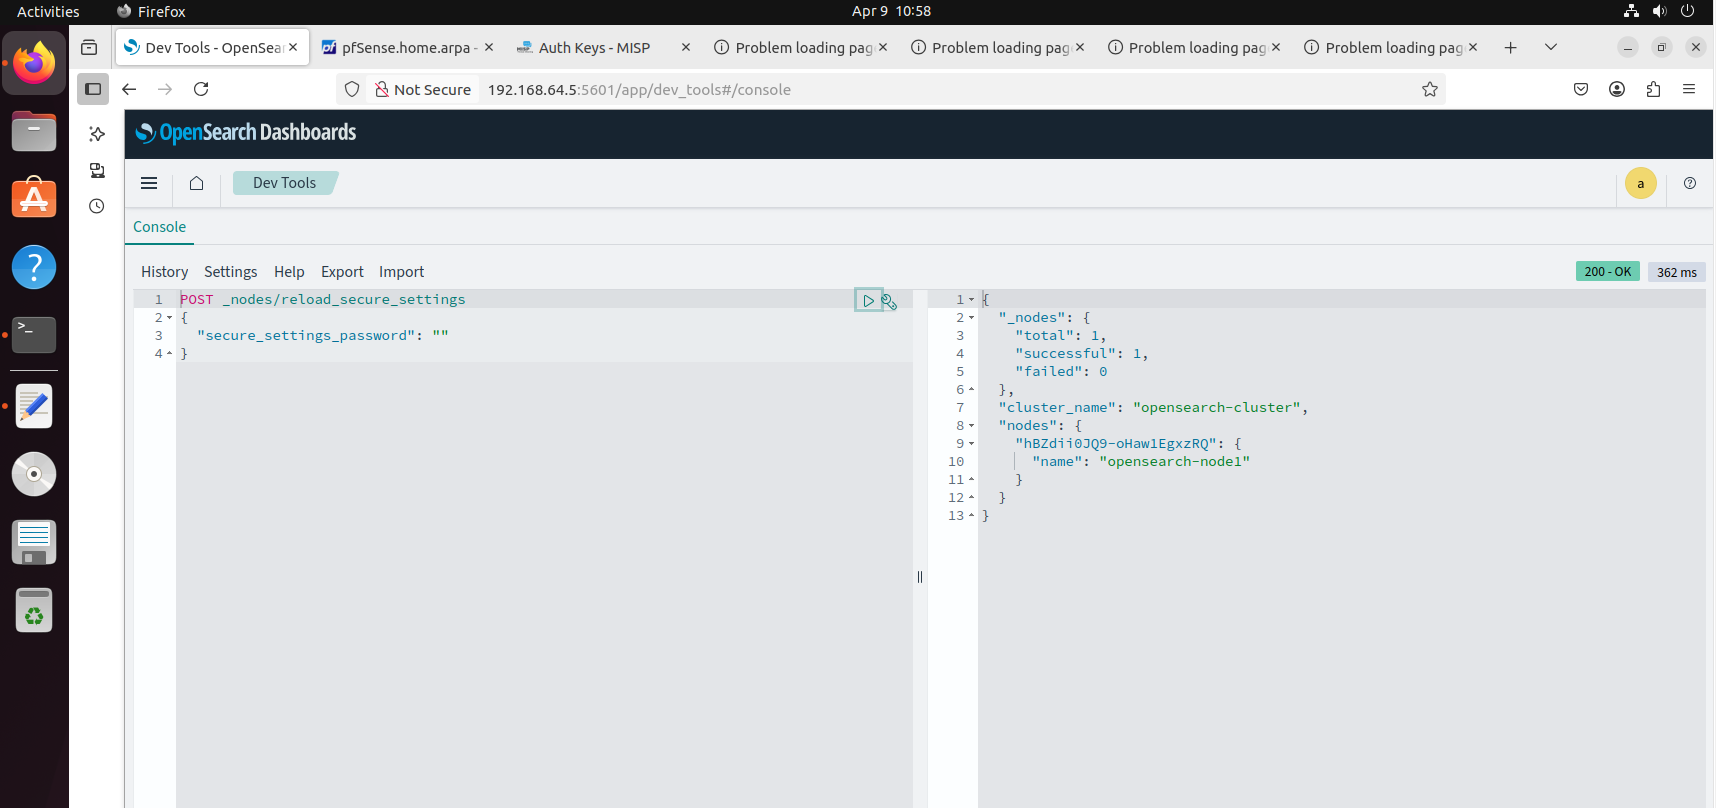 Activities Firefox Apr 9 10:58
Dev Tools - OpenSear pfSense.home.arpa - Auth Keys - MISP Problem loading pag Problem loading pag Problem loading pag Problem loading pag
Not Secure 192.168.64.5:5601/app/dev_tools#/console
OpenSearch Dashboards
Dev Tools a
Console
History Settings Help Export Import 200 - OK 362 ms
1 POST _nodes/reload_secure_settings
2 {
3 "secure_settings_password": ""
4 }
1 {
2 "_nodes": {
3 "total": 1,
4 "successful": 1,
5 "failed": 0
6 },
7 "cluster_name": "opensearch-cluster",
8 "nodes": {
9 "hBZdii0JQ9-oHaw1EgxzRQ": {
10 "name": "opensearch-node1"
11 }
12 }
13 }